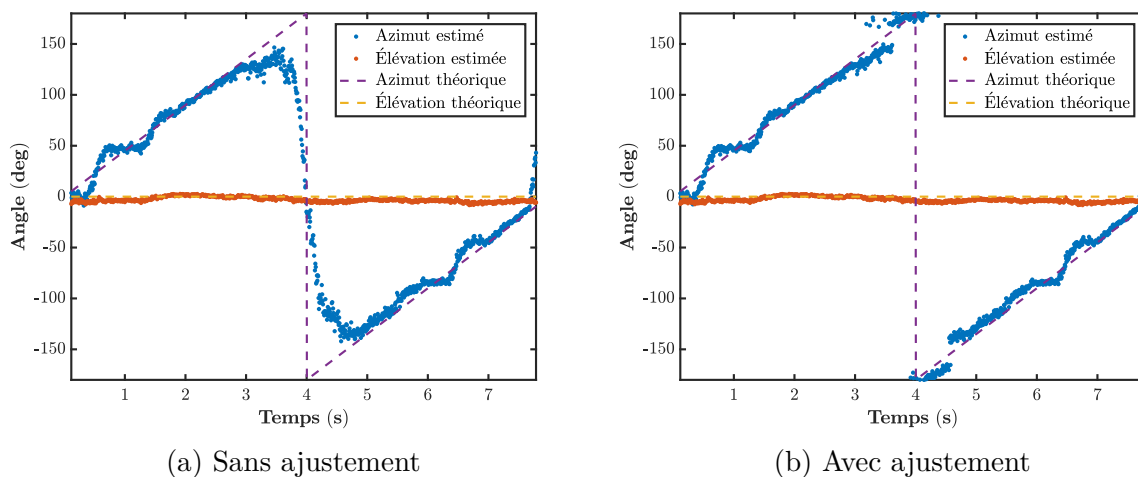 150
100
50
0
-50
-100
-150
1 2 3 4 5 6 7
Angle (deg)
Temps (s)
Azimut estimé
Élévation estimée
Azimut théorique
Élévation théorique
(a) Sans ajustement
150
100
50
0
-50
-100
-150
1 2 3 4 5 6 7
Angle (deg)
Temps (s)
Azimut estimé
Élévation estimée
Azimut théorique
Élévation théorique
(b) Avec ajustement